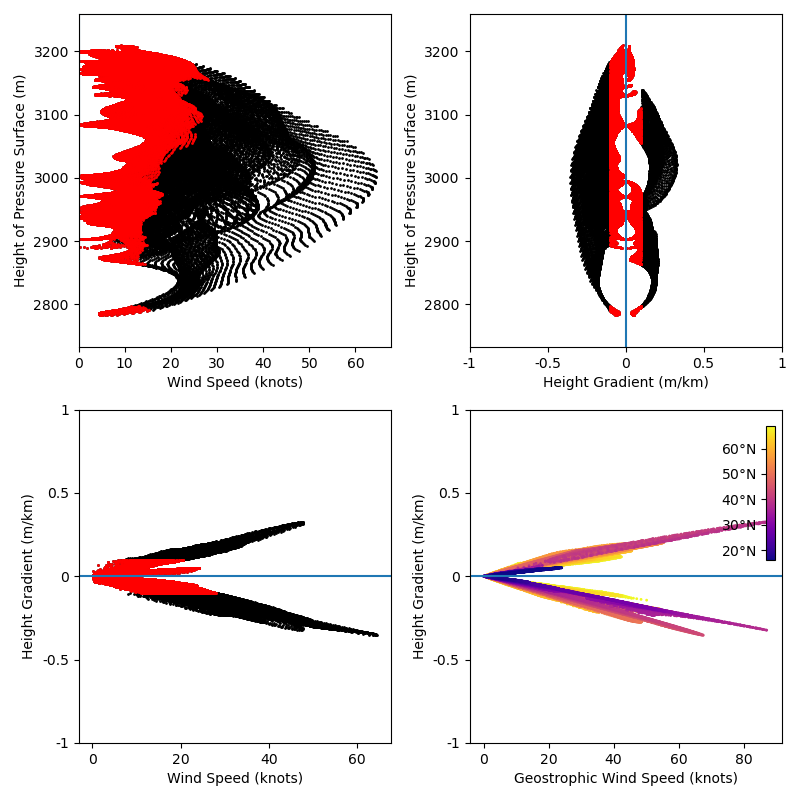 3200
3100
3000
2900
2800
Height of Pressure Surface (m)
0 10 20 30 40 50 60
Wind Speed (knots)
3200
3100
3000
2900
2800
Height of Pressure Surface (m)
-1 -0.5 0 0.5 1
Height Gradient (m/km)
1
0.5
0
-0.5
-1
Height Gradient (m/km)
0 20 40 60
Wind Speed (knots)
1
0.5
0
-0.5
-1
Height Gradient (m/km)
60°N
50°N
40°N
30°N
20°N
0 20 40 60 80
Geostrophic Wind Speed (knots)